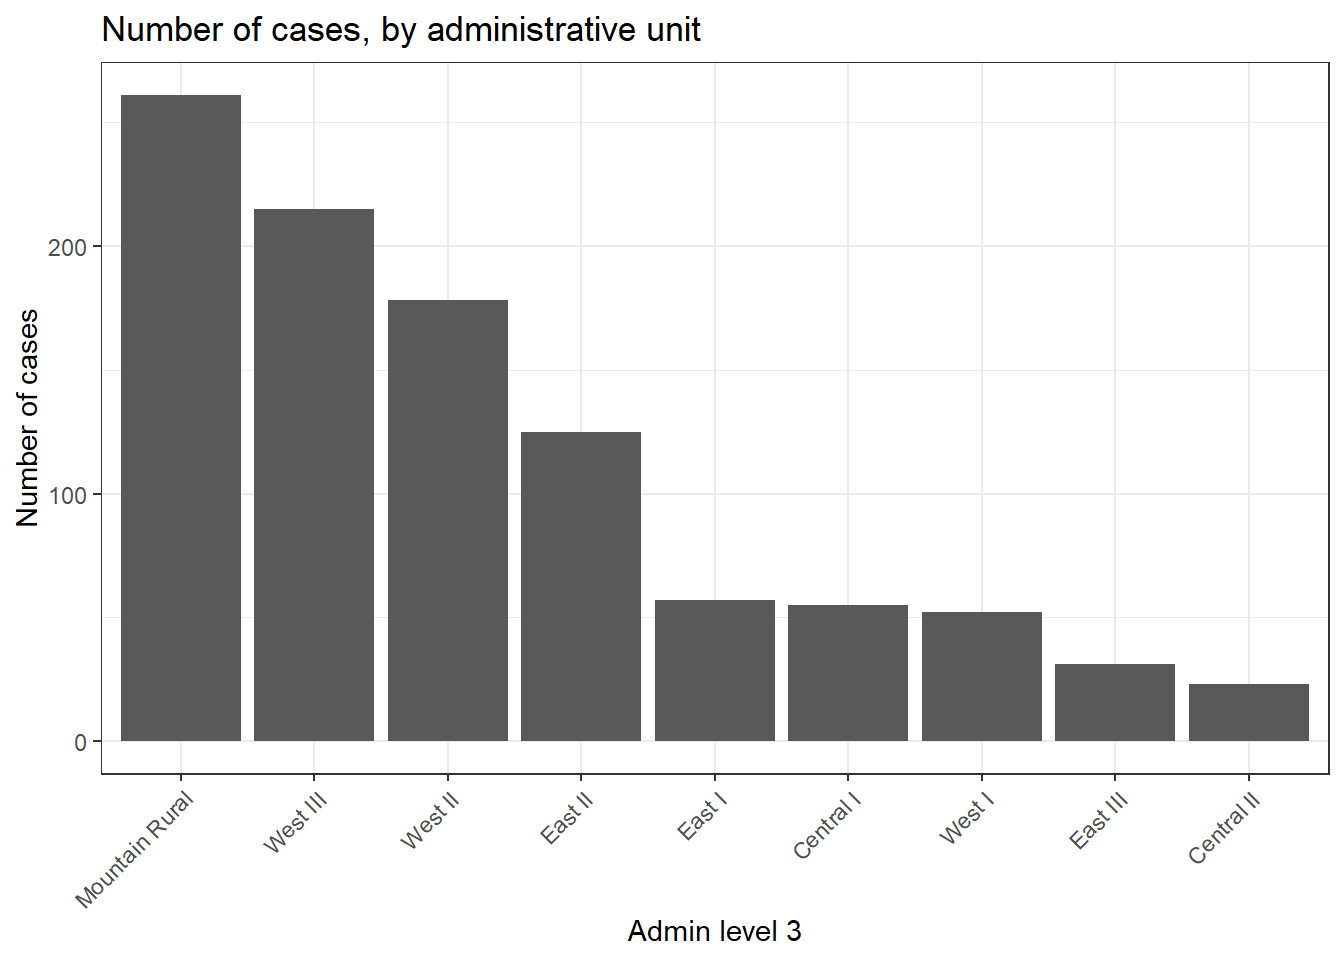 Number of cases, by administrative unit
Number of cases
200
100
0
Mountain Rural
West III
West II
East II
East I
Central I
West I
East III
Central II
Admin level 3